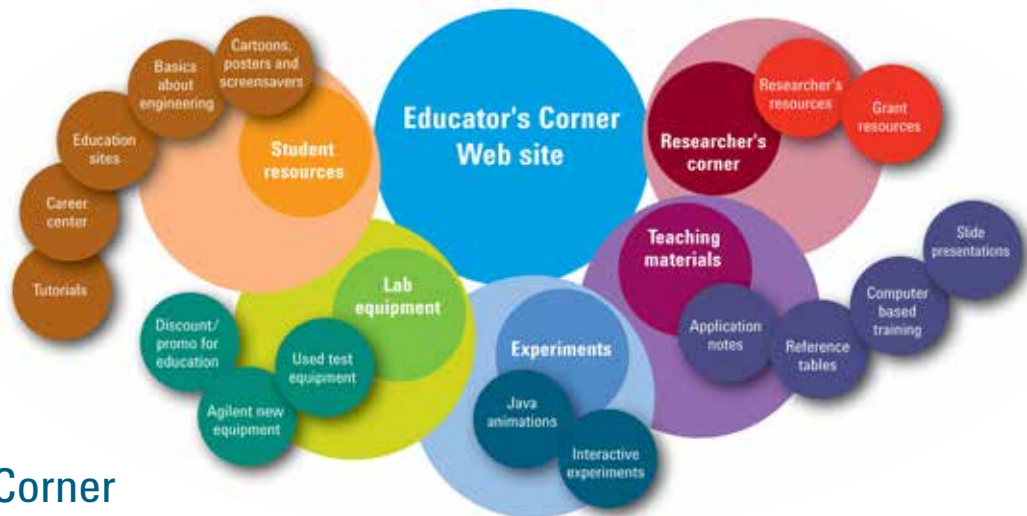 Educator's Corner
Web site
Student
resources
Cartoons,
posters and
screensavers
Basics
about
engineering
Education
sites
Career
center
Tutorials
Lab
equipment
Discount/
promo for
education
Agilent new
equipment
Used test
equipment
Experiments
Java
animations
Interactive
experiments
Teaching
materials
Application
notes
Reference
tables
Computer
based
training
Slide
presentations
Researcher's
corner
Researcher's
resources
Grant
resources
Corner